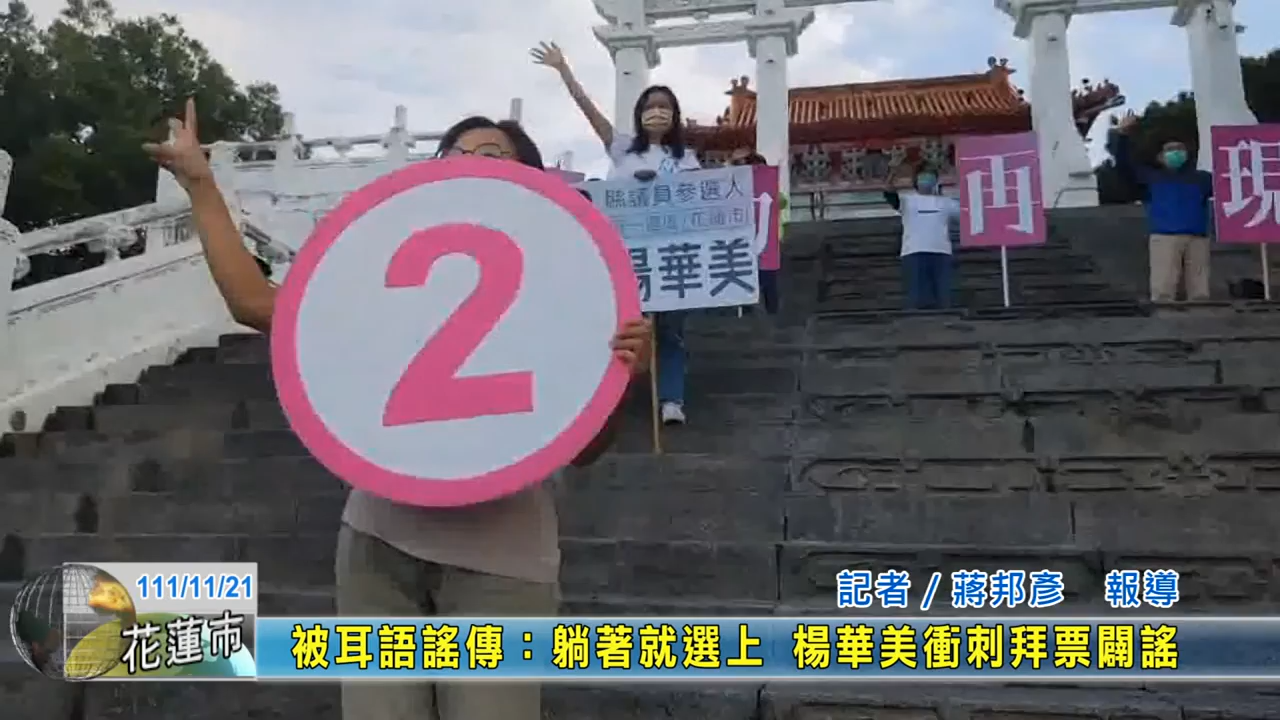 縣議員參選人
楊華美
再
現
2
111/11/21
花蓮市
記者/蔣邦彥 報導
被耳語謠傳：躺著就選上 楊華美衝刺拜票闢謠